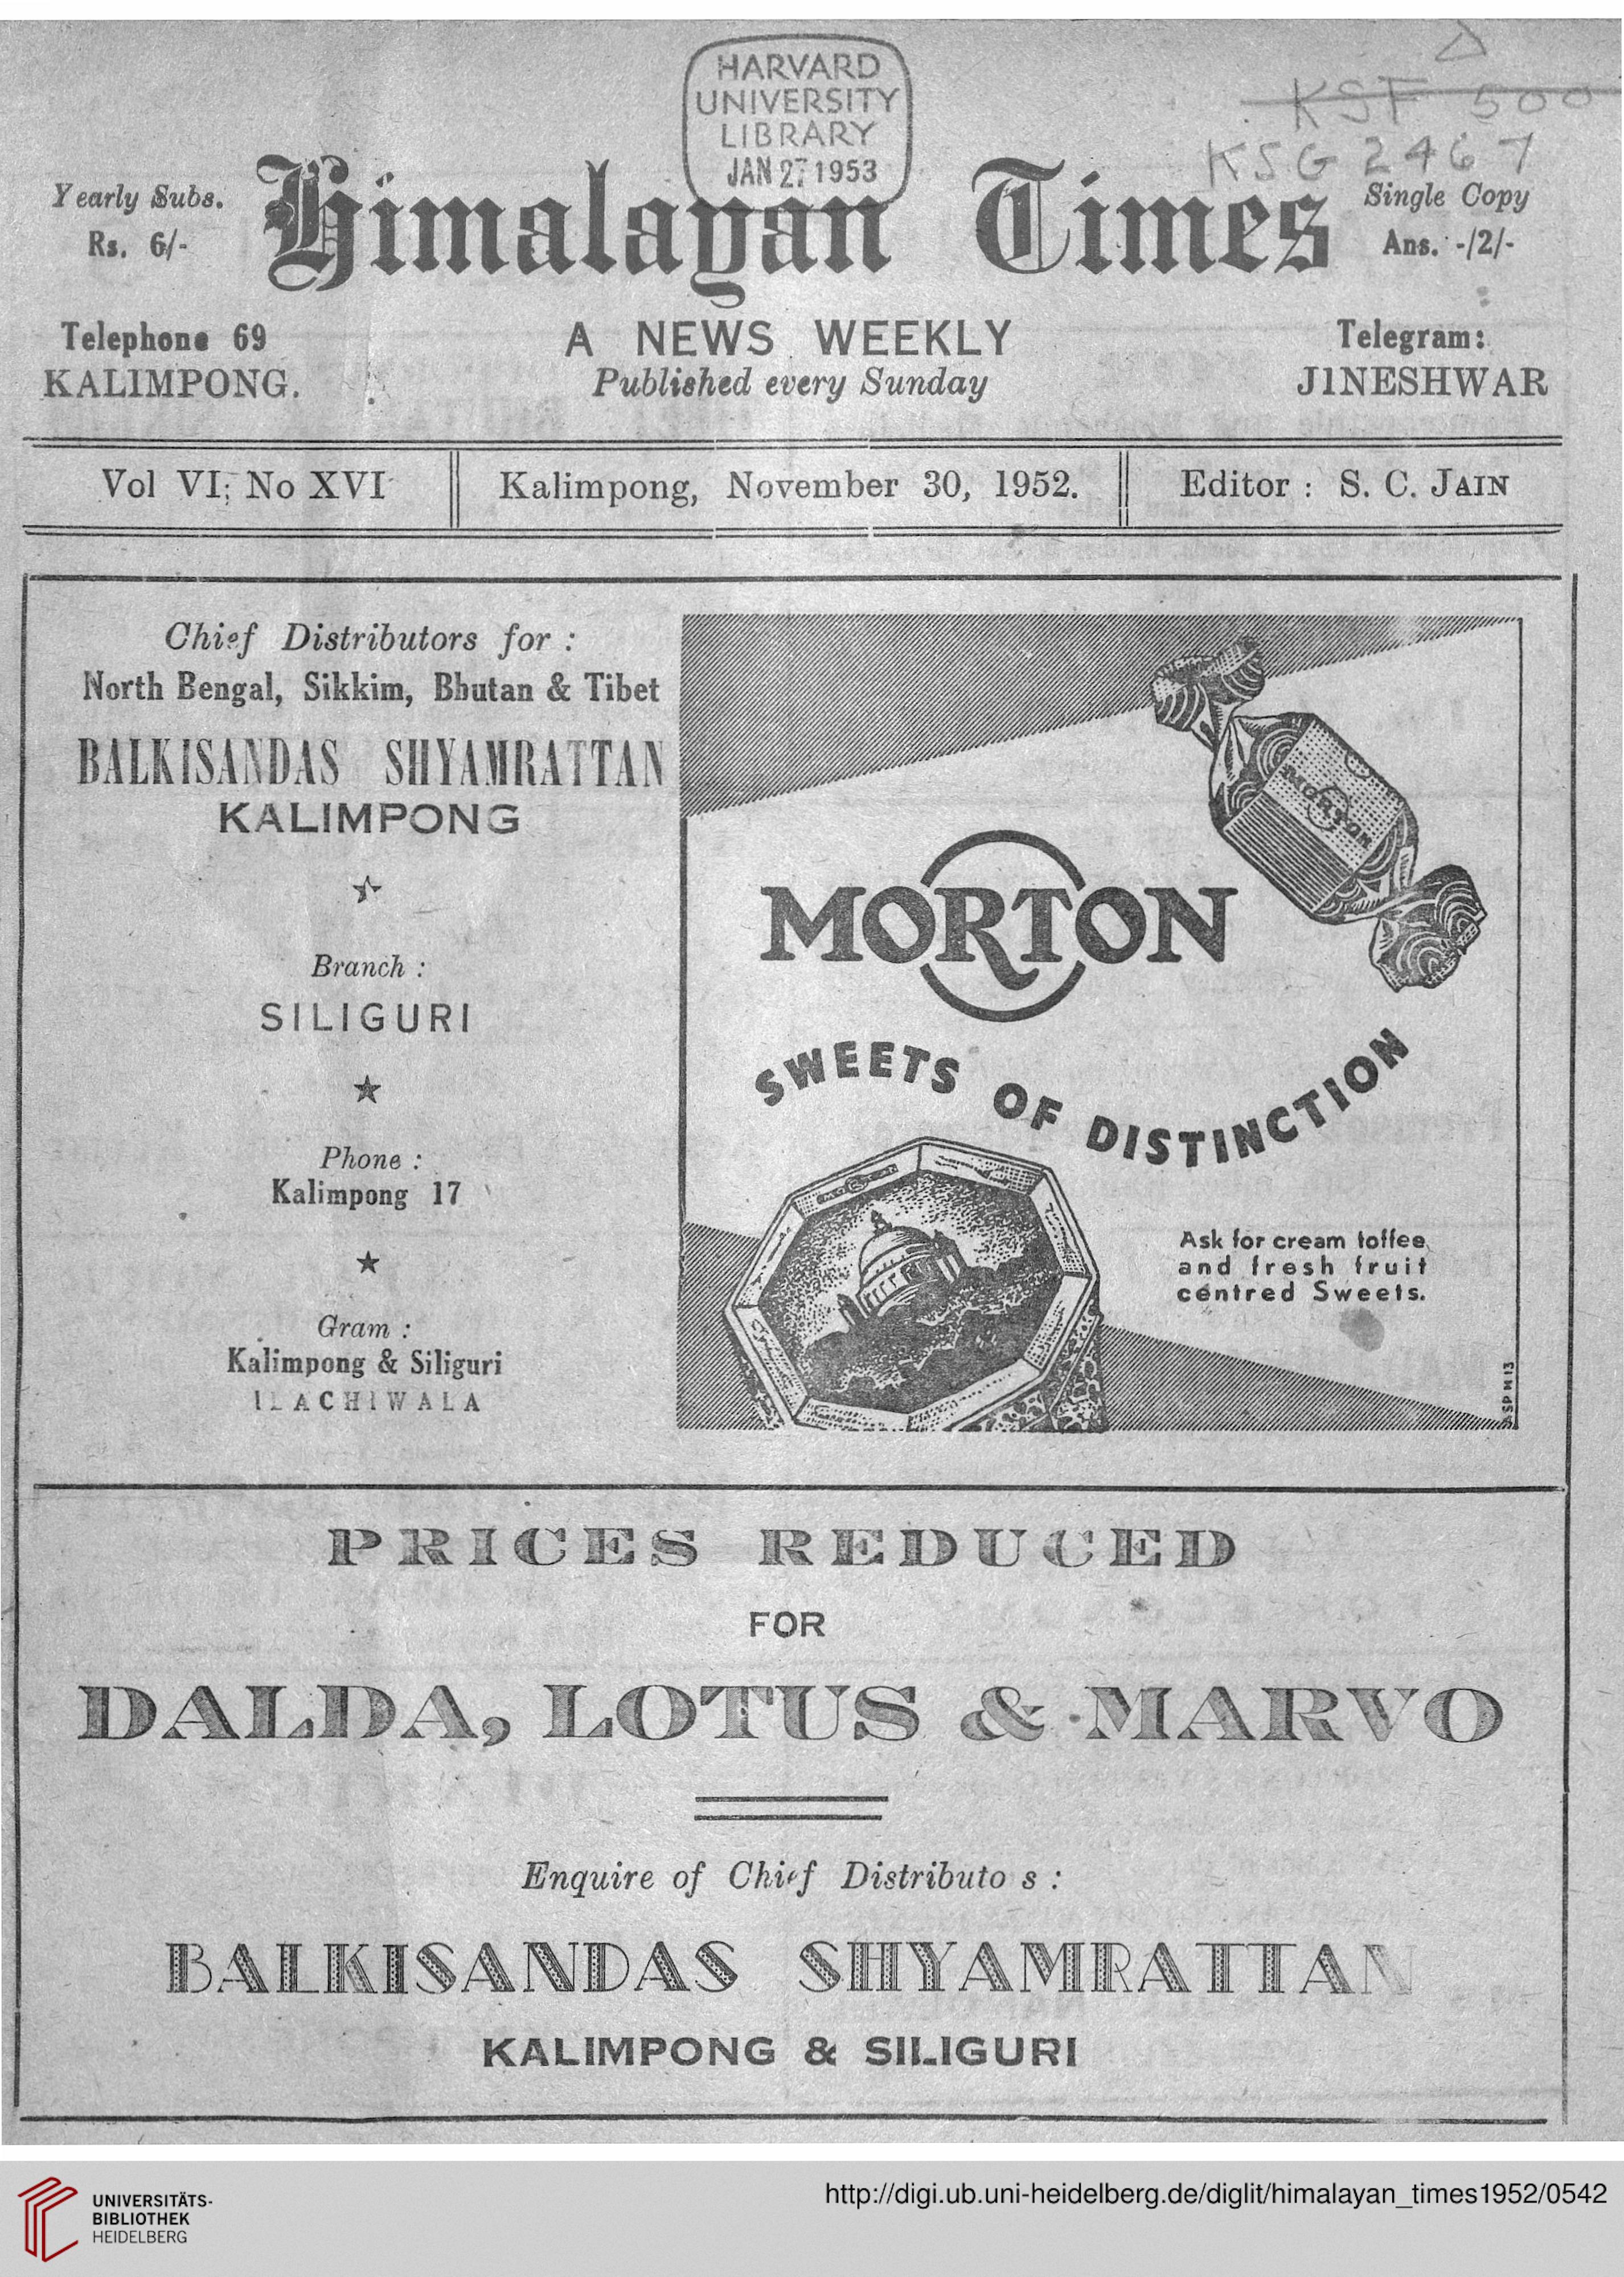 HARVARD
UNIVERSITY
LIBRARY
JAN 27 1953
KSF 500
KSG 2467
Yearly Subs.
Rs. 6/-
Himalayan Times
Single Copy
Ans. -/2/-
Telephone 69
KALIMPONG.
A NEWS WEEKLY
Published every Sunday
Telegram:
J1NESHWAR
Vol VI; No XVI
Kalimpong, November 30, 1952.
Editor : S. C. JAIN
Chief Distributors for :
North Bengal, Sikkim, Bhutan & Tibet
BALKISANDAS SHYAMRATTAN
KALIMPONG
Branch :
SILIGURI
Phone :
Kalimpong 17
Gram :
Kalimpong & Siliguri
ILACHIWALA
MORTON
MORTON
SWEETS OF DISTINCTION
MORTON
Ask for cream toffee
and fresh fruit
centred Sweets.
ASP M 13
PRICES REDUCED
FOR
DALDA, LOTUS & MARVO
Enquire of Chief Distributo s :
BALKISANDAS SHYAMRATTAN
KALIMPONG & SILIGURI
UNIVERSITÄTS-
BIBLIOTHEK
HEIDELBERG
http://digi.ub.uni-heidelberg.de/diglit/himalayan_times1952/0542